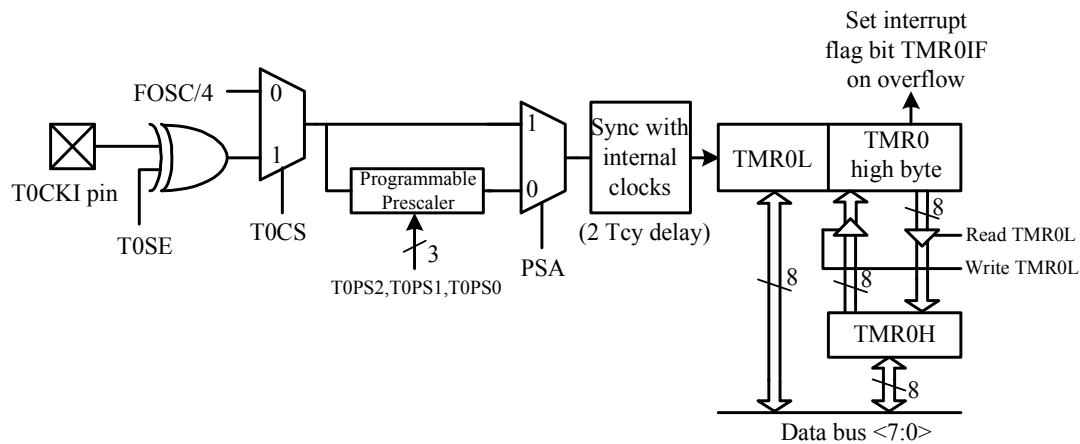 Set interrupt
flag bit TMR0IF
on overflow
FOSC/4
0
1
T0CKI pin
T0SE
T0CS
Programmable
Prescaler
3
T0PS2,T0PS1,T0PS0
1
0
PSA
Sync with
internal
clocks
(2 Tcy delay)
TMR0L
TMR0
high byte
8
Read TMR0L
Write TMR0L
8
8
TMR0H
8
Data bus <7:0>